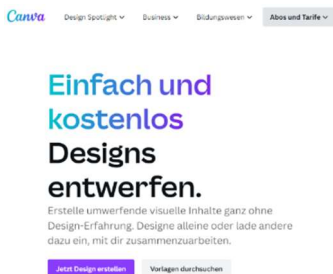 Canva Design Spotlight Business Bildungswesen Abos und Tarife
Einfach und
kostenlos
Designs
entwerfen.
Erstelle umwerfende visuelle Inhalte ganz ohne
Design-Erfahrung. Designe alleine oder lade andere
dazu ein, mit dir zusammenzuarbeiten.
Jetzt Design erstellen Vorlagen durchsuchen